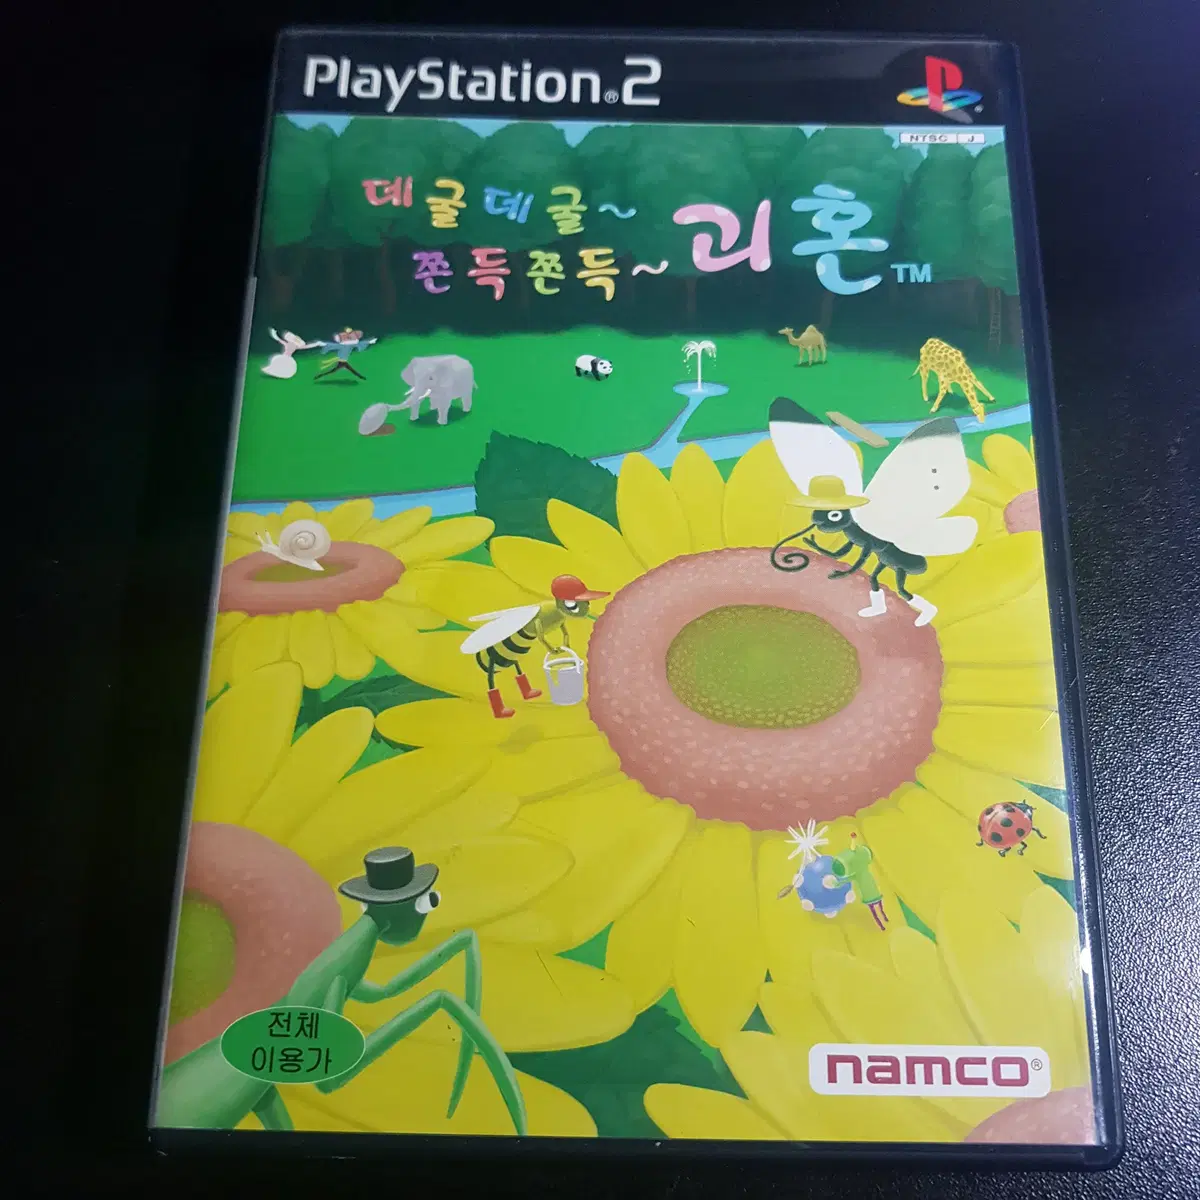 PlayStation®2
NTSC J
데굴데굴~
쫀득쫀득~
괴혼™
전체
이용가
namco®